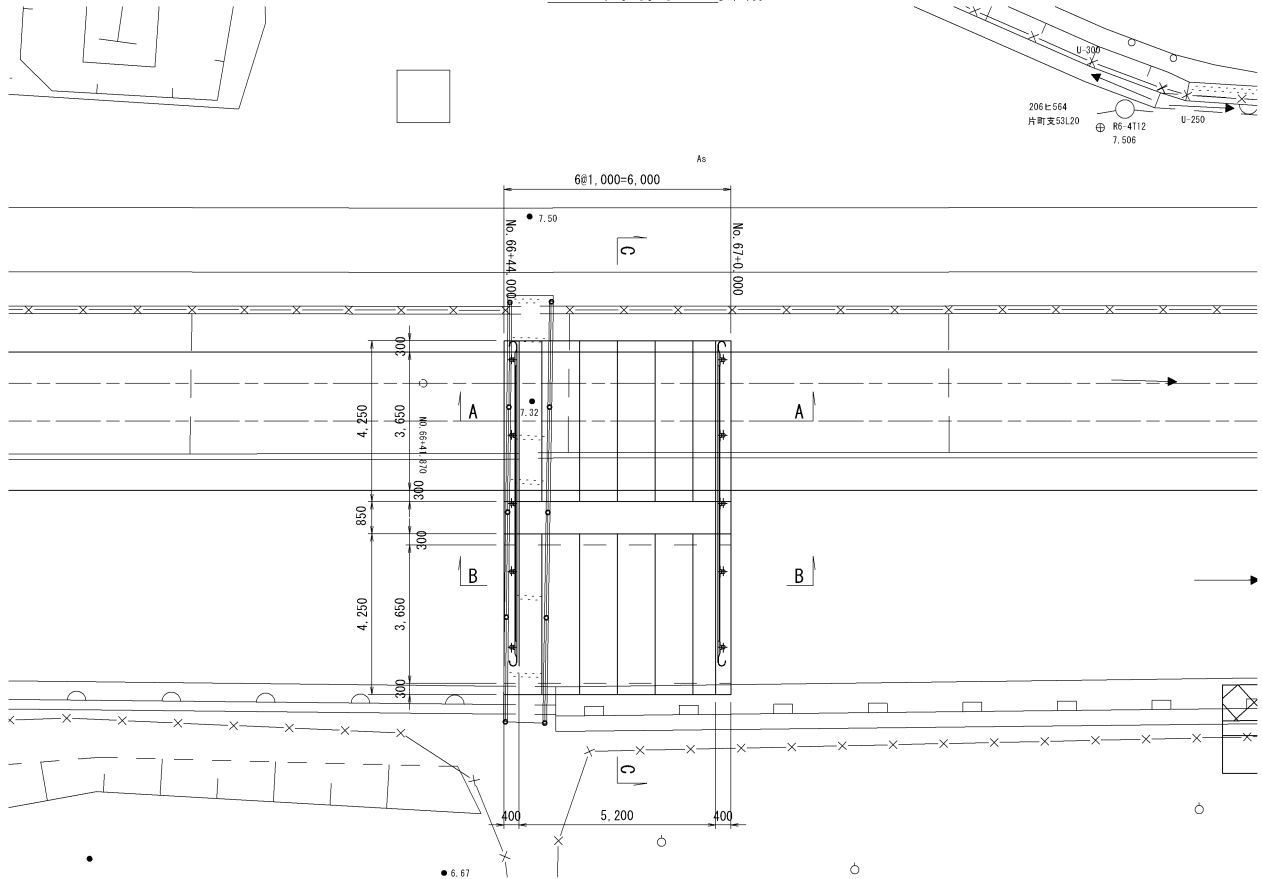 U-300
206ヒ564
片町支53L20
R6-4T12
7.506
U-250
As
6@1,000=6,000
7.50
No.66+44.000
No.67+0.000
C
300
4,250
3,650
A
7.32
A
No.66+41.870
300
850
300
B
B
4,250
3,650
300
C
400
5,200
400
6.67